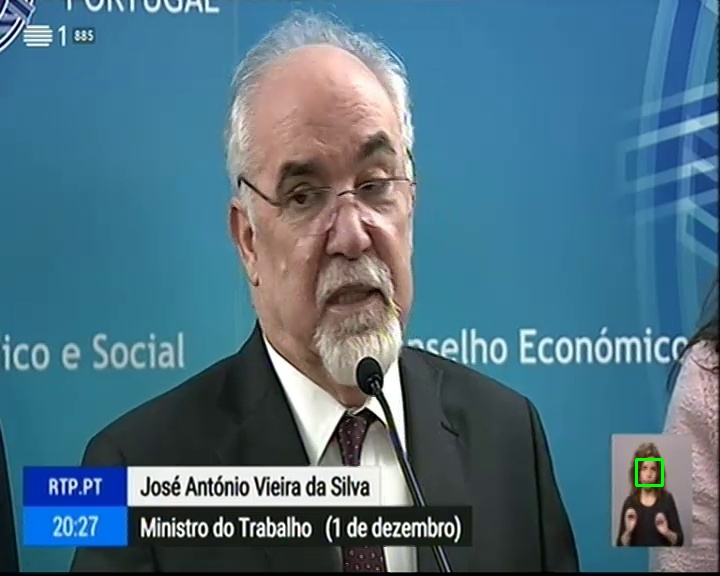 PORTUGAL
1 885
ico e Social
onselho Económico
RTP.PT
José António Vieira da Silva
20:27
Ministro do Trabalho (1 de dezembro)